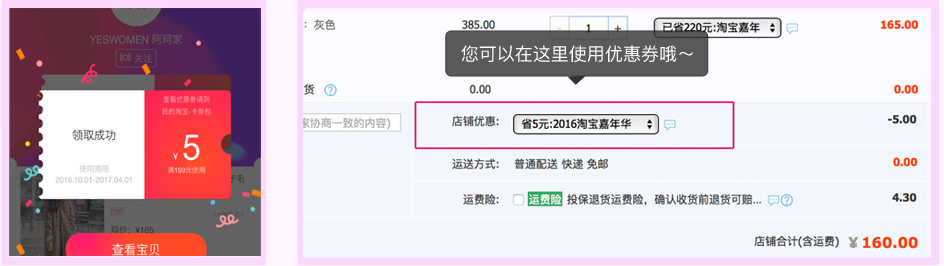 YESWOMEN 阿珂家
关注
领取成功
使用期限
2016.10.01-2017.04.01
查看优惠券请到
我的淘宝-卡券包
¥ 5
满199元使用
子毛
现价: ¥165
查看宝贝
: 灰色 385.00 - 1 + 已省220元:淘宝嘉年 165.00
您可以在这里使用优惠券哦～
货 ? 0.00 0.00
家协商一致的内容) 店铺优惠: 省5元:2016淘宝嘉年华 -5.00
运送方式: 普通配送 快递 免邮 0.00
运费险: 运费险 投保退货运费险，确认收货前退货可赔... ? 4.30
店铺合计(含运费) ￥160.00